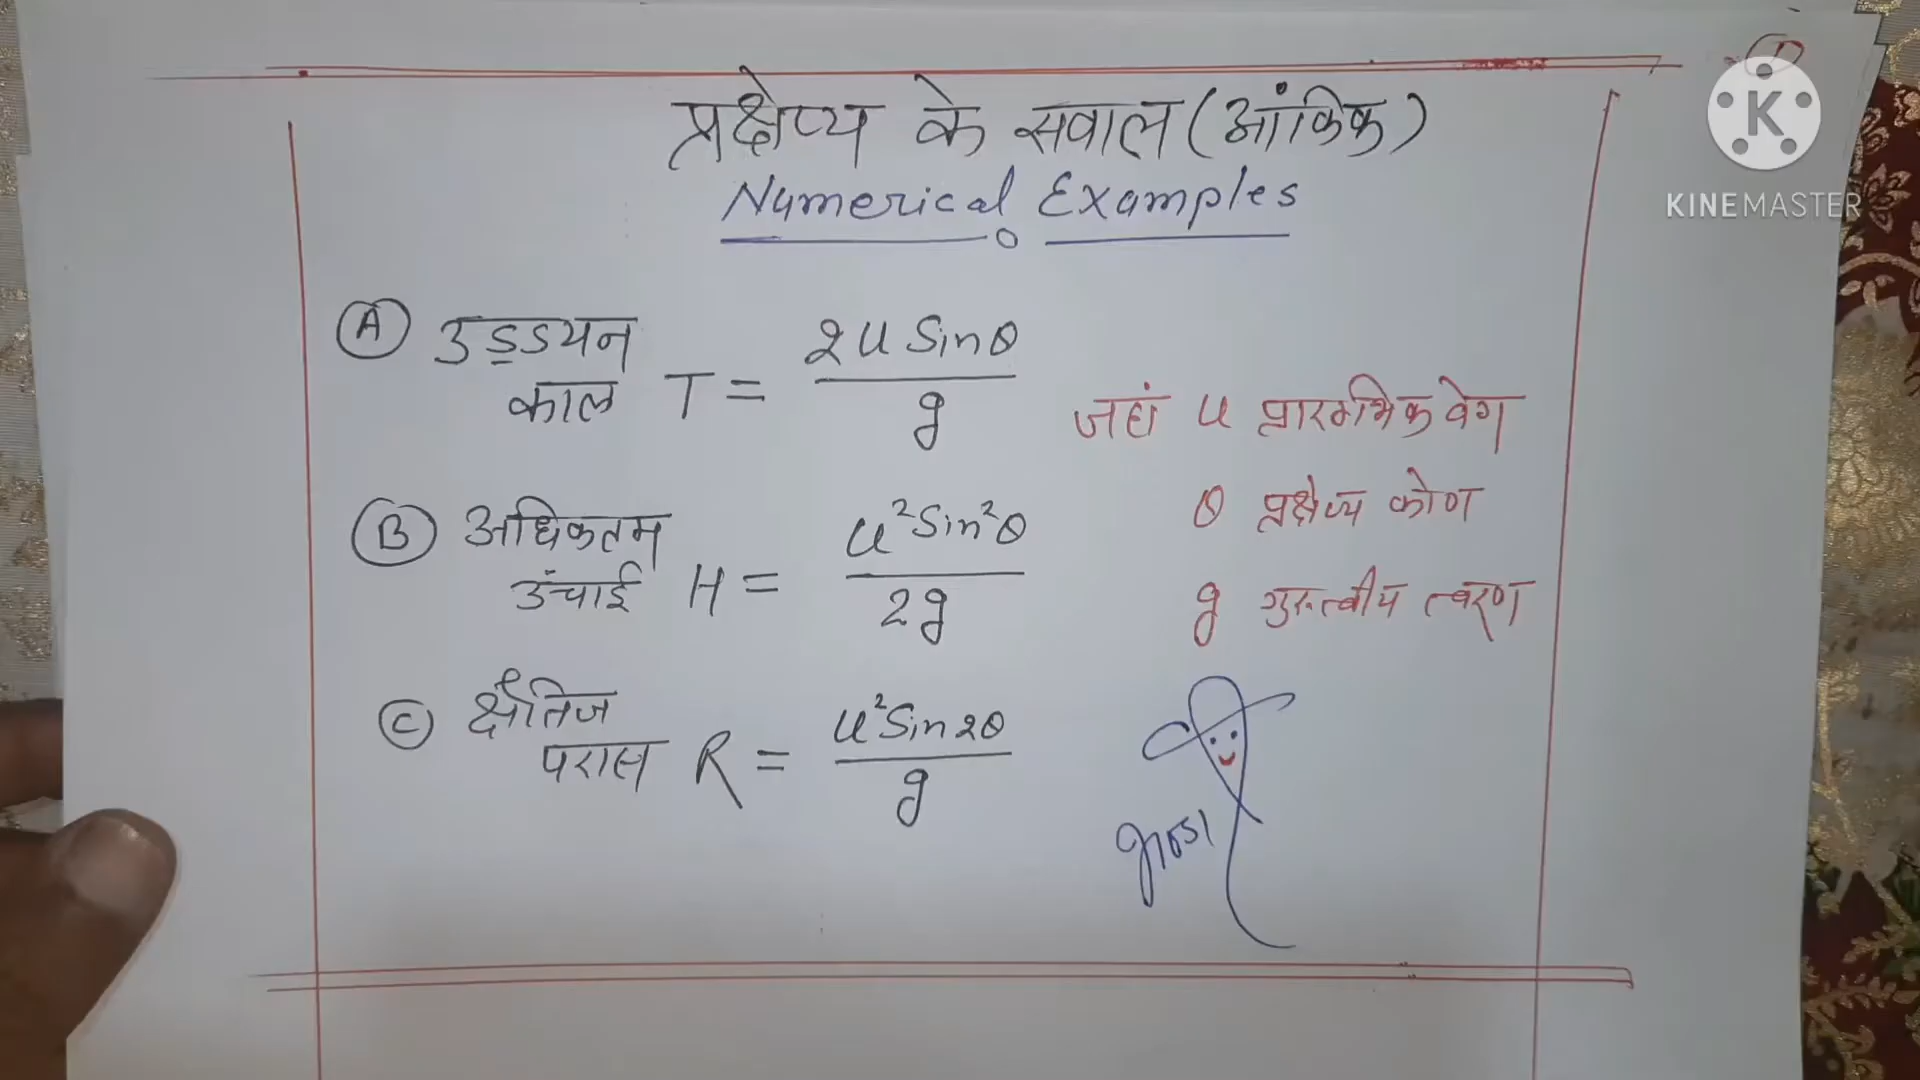 प्रक्षेप्य के सवाल (आंकिक)
Numerical Examples
KINEMASTER
(A) उड़्डयन
काल T = 2u Sinθ / g
जहां u प्रारम्भिक वेग
(B) अधिकतम
उंचाई H = u²Sin²θ / 2g
θ प्रक्षेप्य कोण
g गुरुत्वीय त्वरण
(C) क्षैतिज
परास R = u²Sin2θ / g